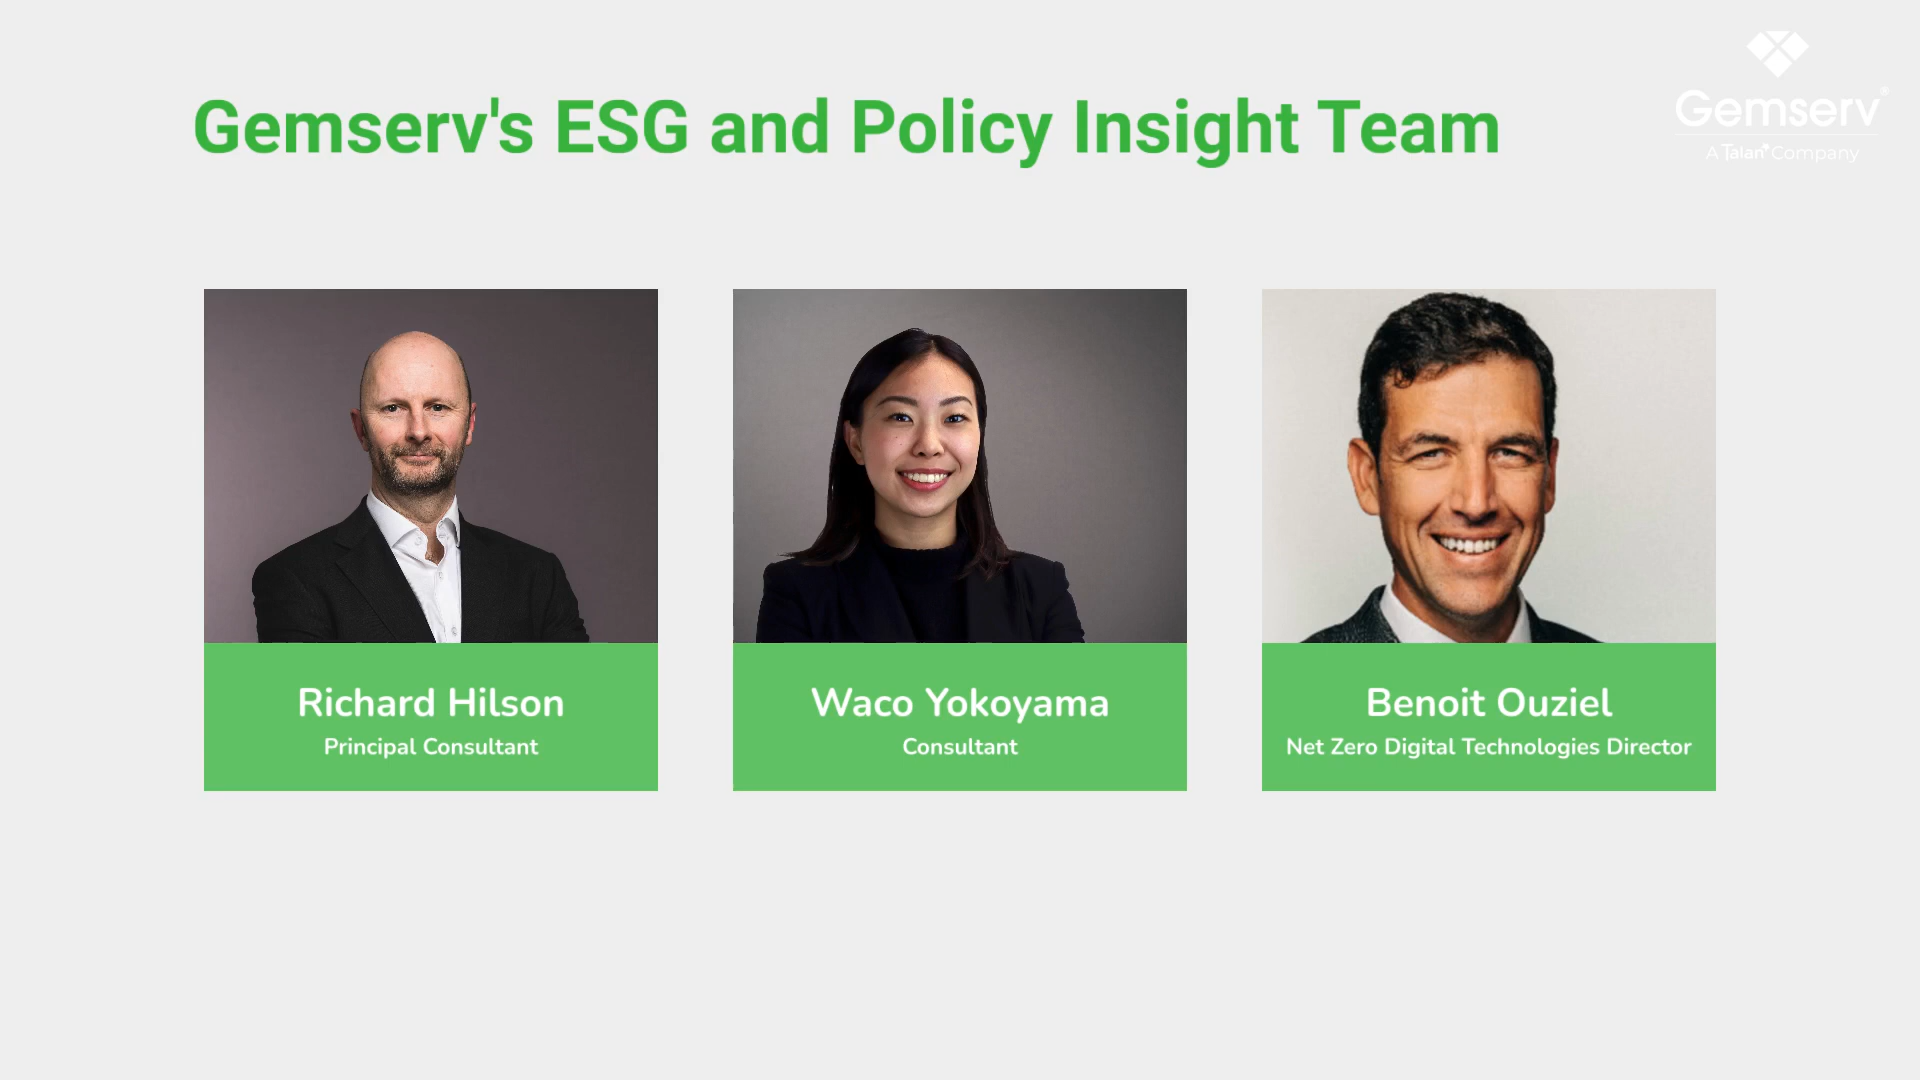 Gemserv's ESG and Policy Insight Team
Gemserv®
A Talan Company
Richard Hilson
Principal Consultant
Waco Yokoyama
Consultant
Benoit Ouziel
Net Zero Digital Technologies Director